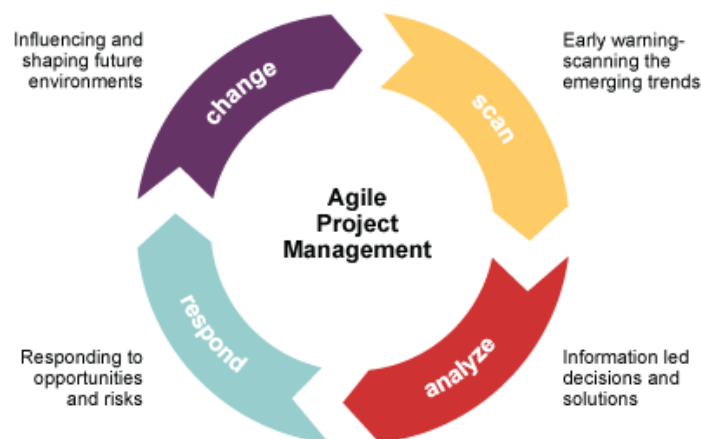 Influencing and
shaping future
environments
change
Early warning-
scanning the
emerging trends
scan
Agile
Project
Management
respond
Responding to
opportunities
and risks
analyze
Information led
decisions and
solutions